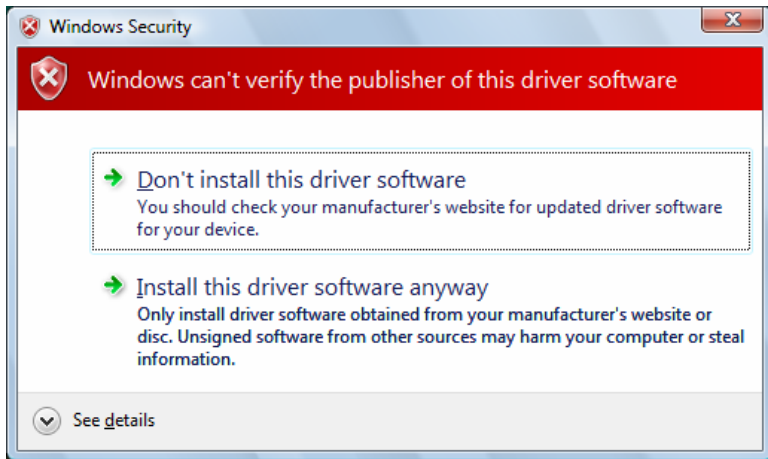 Windows Security
Windows can't verify the publisher of this driver software
Don't install this driver software
You should check your manufacturer's website for updated driver software
for your device.
Install this driver software anyway
Only install driver software obtained from your manufacturer's website or
disc. Unsigned software from other sources may harm your computer or steal
information.
See details